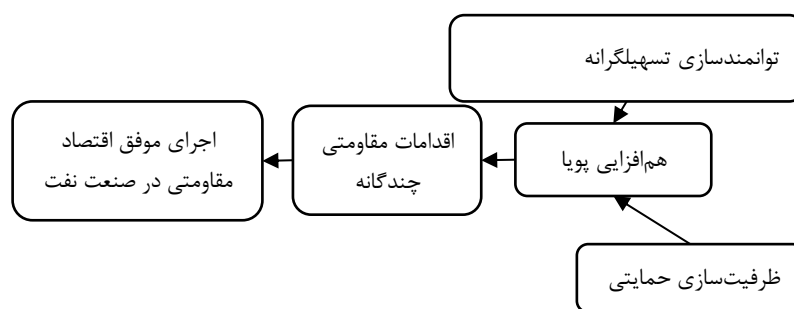 توانمندسازی تسهیلگرانه
هم‌افزایی پویا
اقدامات مقاومتی
چندگانه
اجرای موفق اقتصاد
مقاومتی در صنعت نفت
ظرفیت‌سازی حمایتی